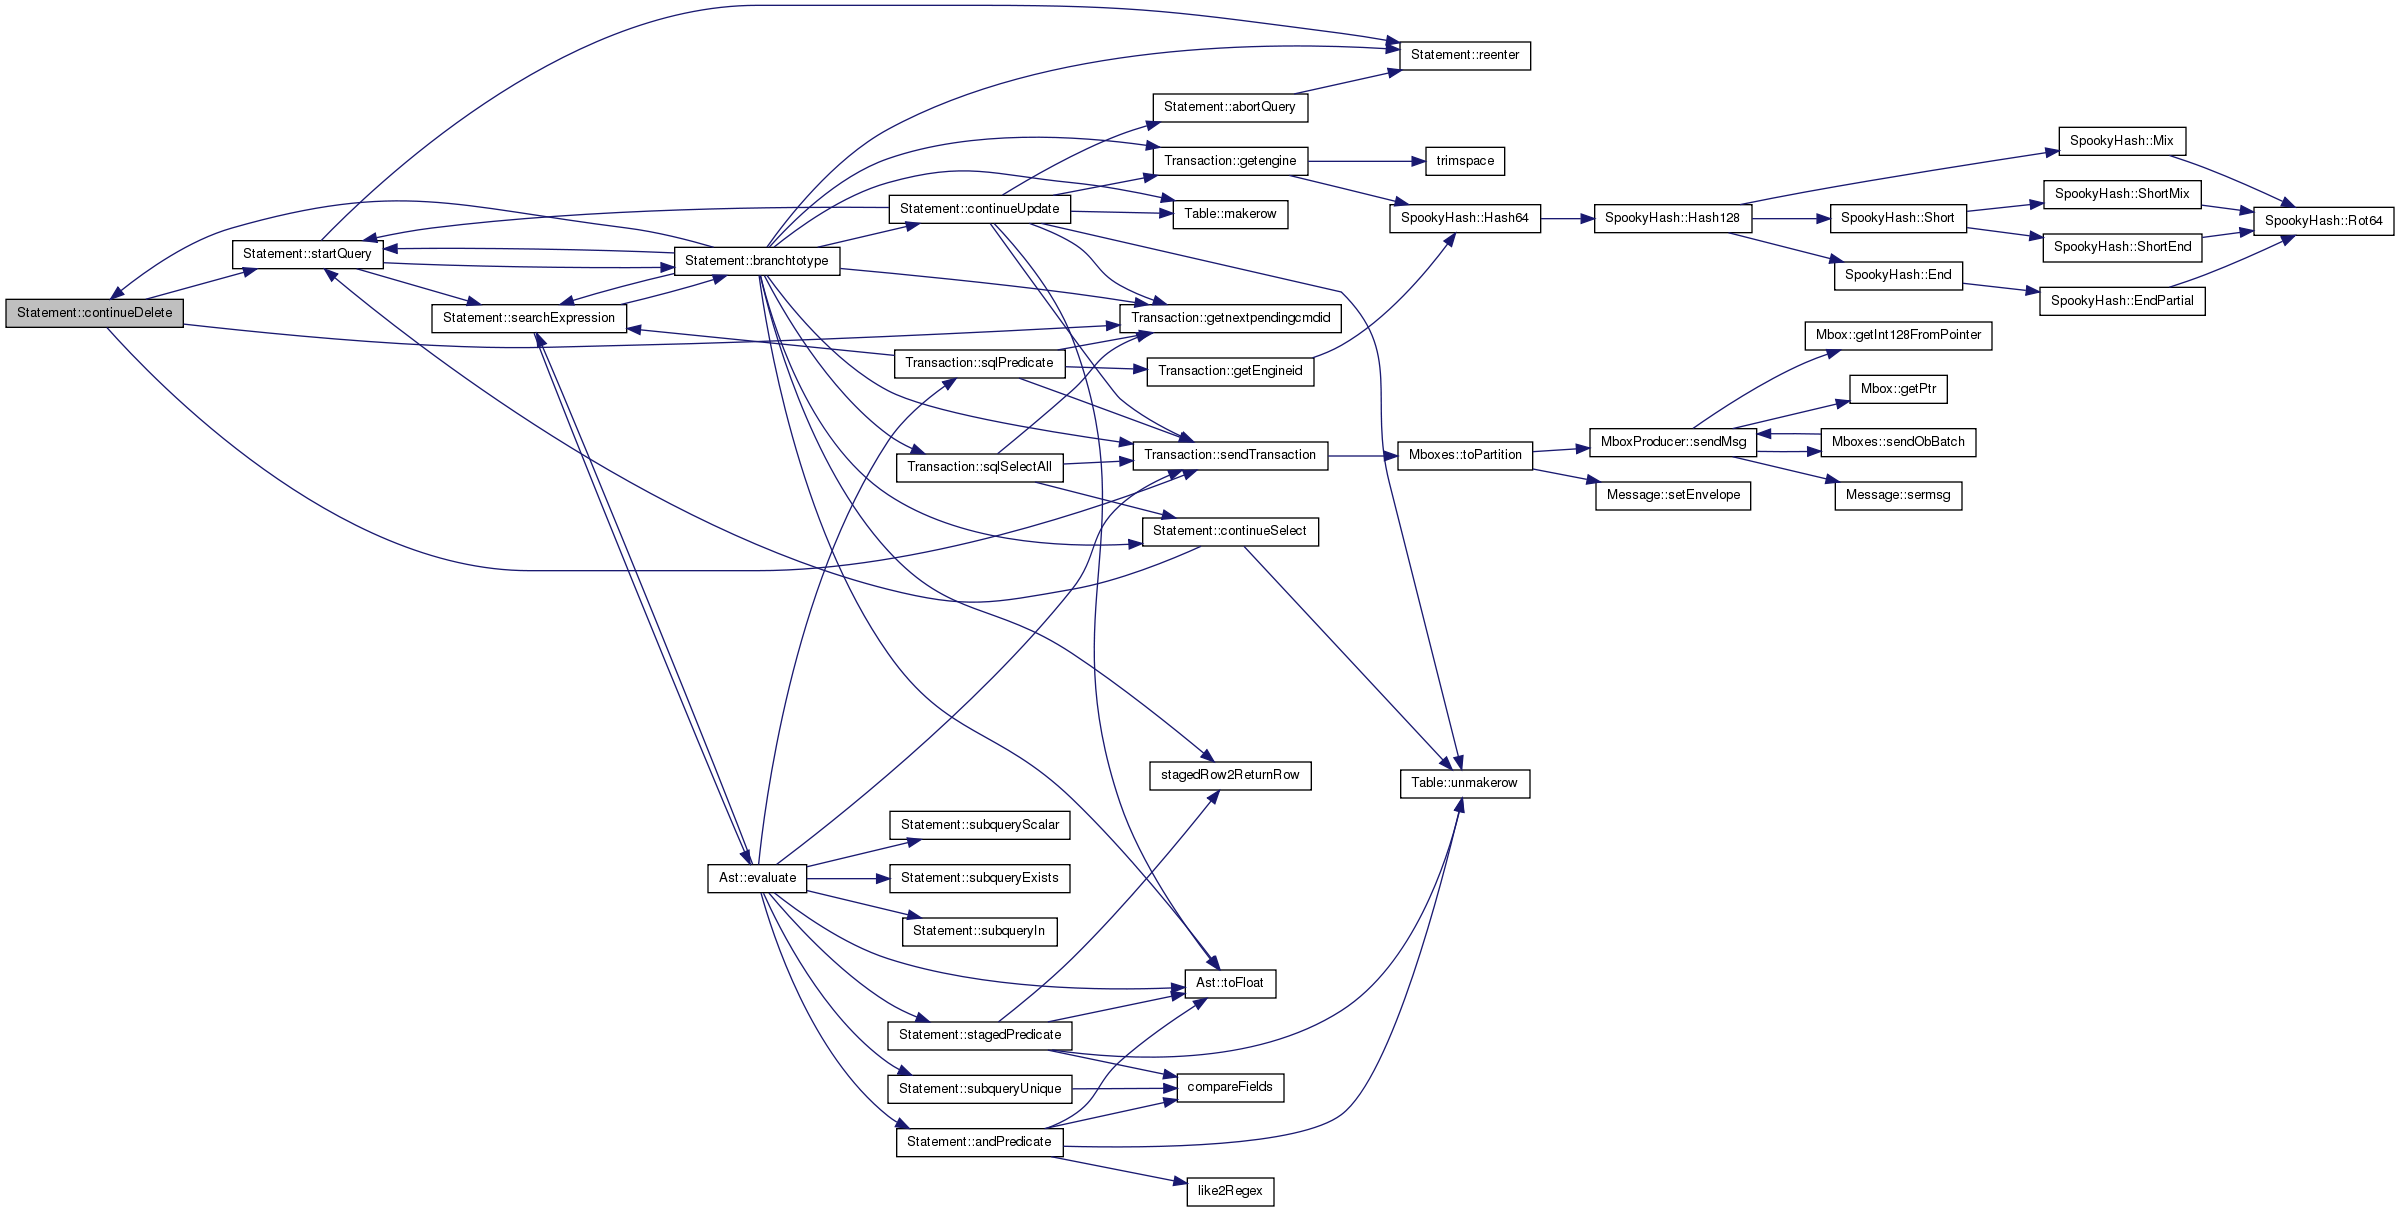 Statement::reenter
Statement::abortQuery
SpookyHash::Mix
Transaction::getengine
trimspace
SpookyHash::ShortMix
Statement::continueUpdate
Table::makerow
SpookyHash::Hash64
SpookyHash::Hash128
SpookyHash::Short
SpookyHash::Rot64
Statement::startQuery
Statement::branchtotype
SpookyHash::ShortEnd
SpookyHash::End
SpookyHash::EndPartial
Statement::continueDelete
Statement::searchExpression
Transaction::getnextpendingcmdid
Mbox::getInt128FromPointer
Transaction::sqlPredicate
Transaction::getEngineid
Mbox::getPtr
Transaction::sqlSelectAll
Transaction::sendTransaction
Mboxes::toPartition
MboxProducer::sendMsg
Mboxes::sendObBatch
Message::setEnvelope
Message::sermsg
Statement::continueSelect
stagedRow2ReturnRow
Table::unmakerow
Statement::subqueryScalar
Ast::evaluate
Statement::subqueryExists
Statement::subqueryIn
Ast::toFloat
Statement::stagedPredicate
Statement::subqueryUnique
compareFields
Statement::andPredicate
like2Regex